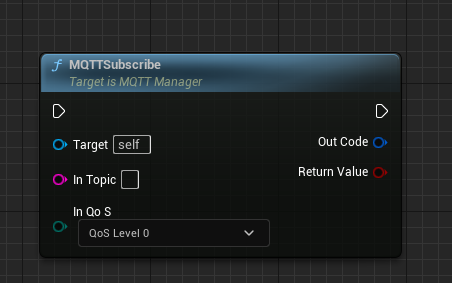 f MQTTSubscribe
Target is MQTT Manager
Target self
Out Code
In Topic
Return Value
In Qo S
QoS Level 0